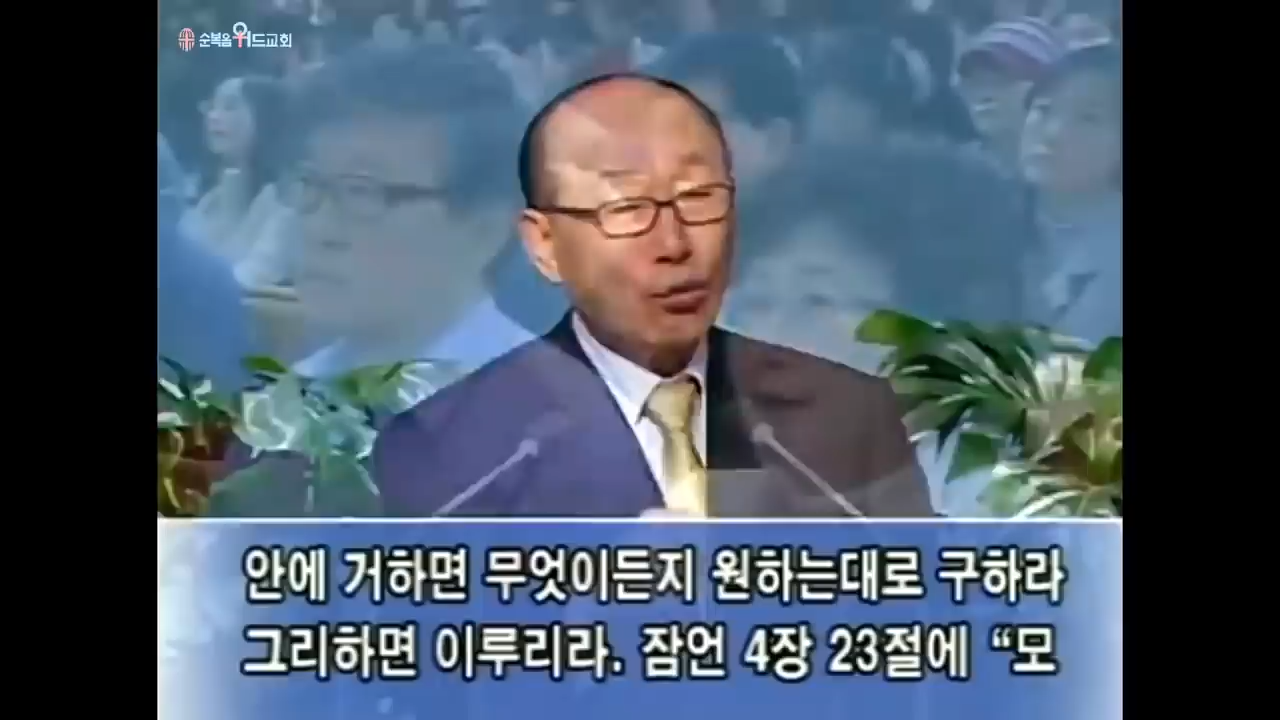 순복음워드교회
안에 거하면 무엇이든지 원하는대로 구하라
그리하면 이루리라. 잠언 4장 23절에 “모